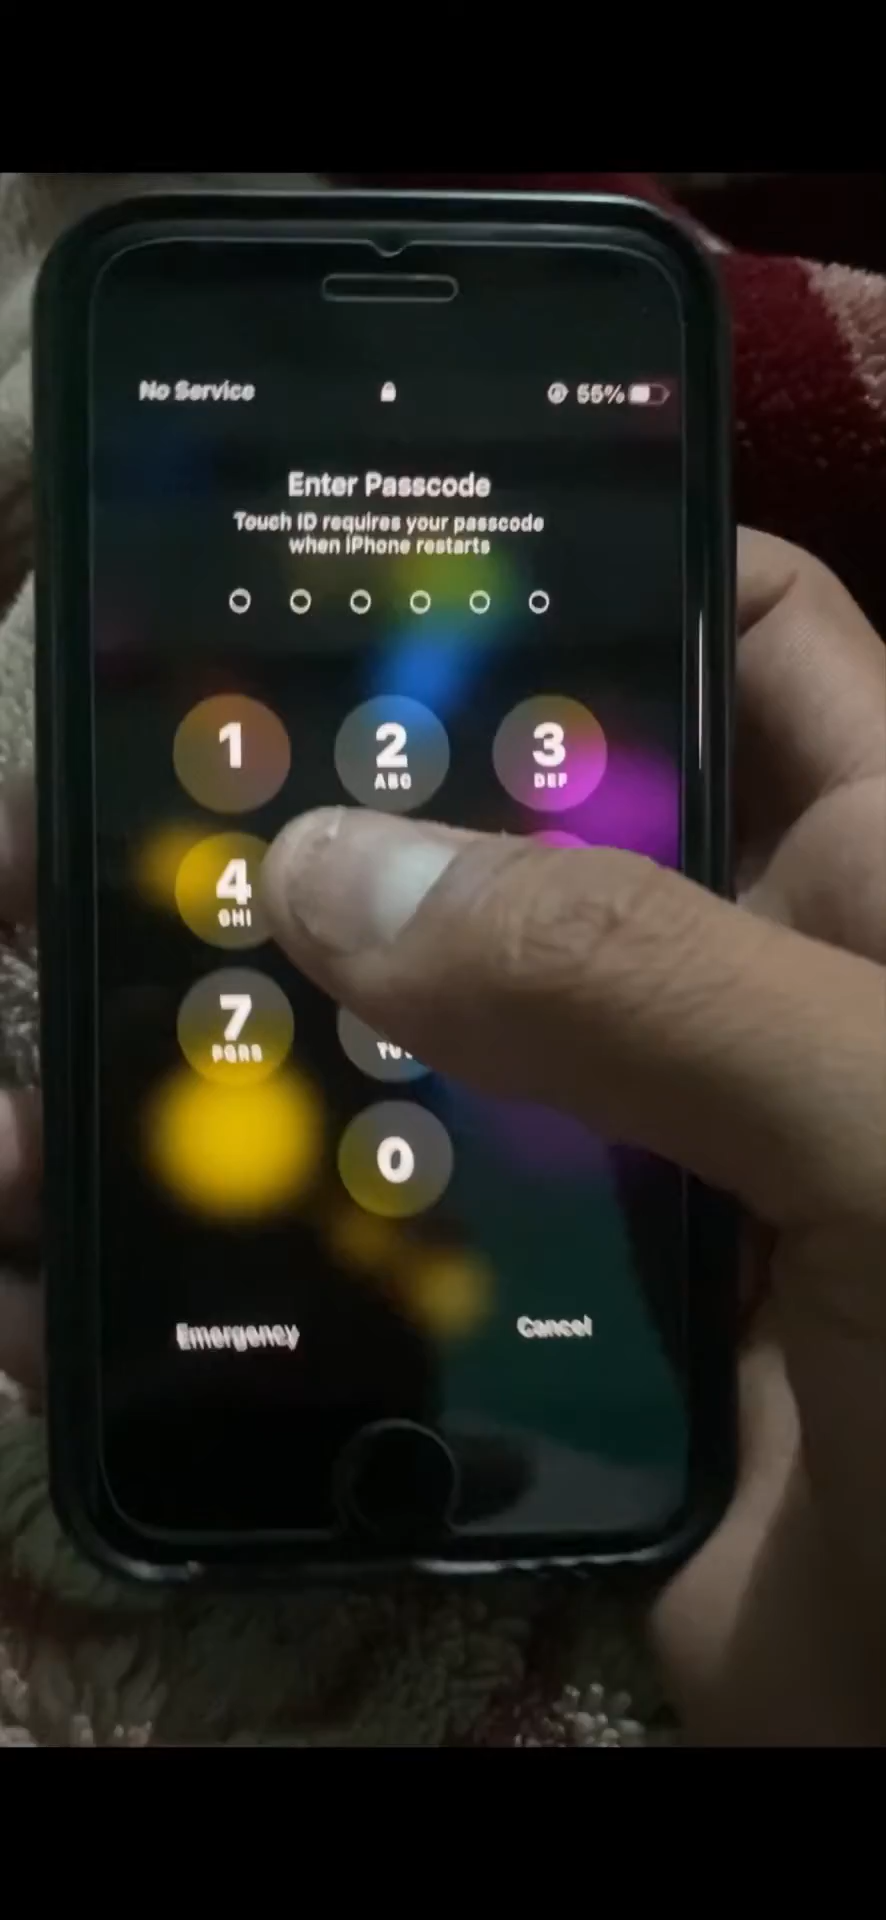 No Service
55%
Enter Passcode
Touch ID requires your passcode
when iPhone restarts
1
2
ABC
3
DEF
4
GHI
7
PQRS
0
Emergency
Cancel